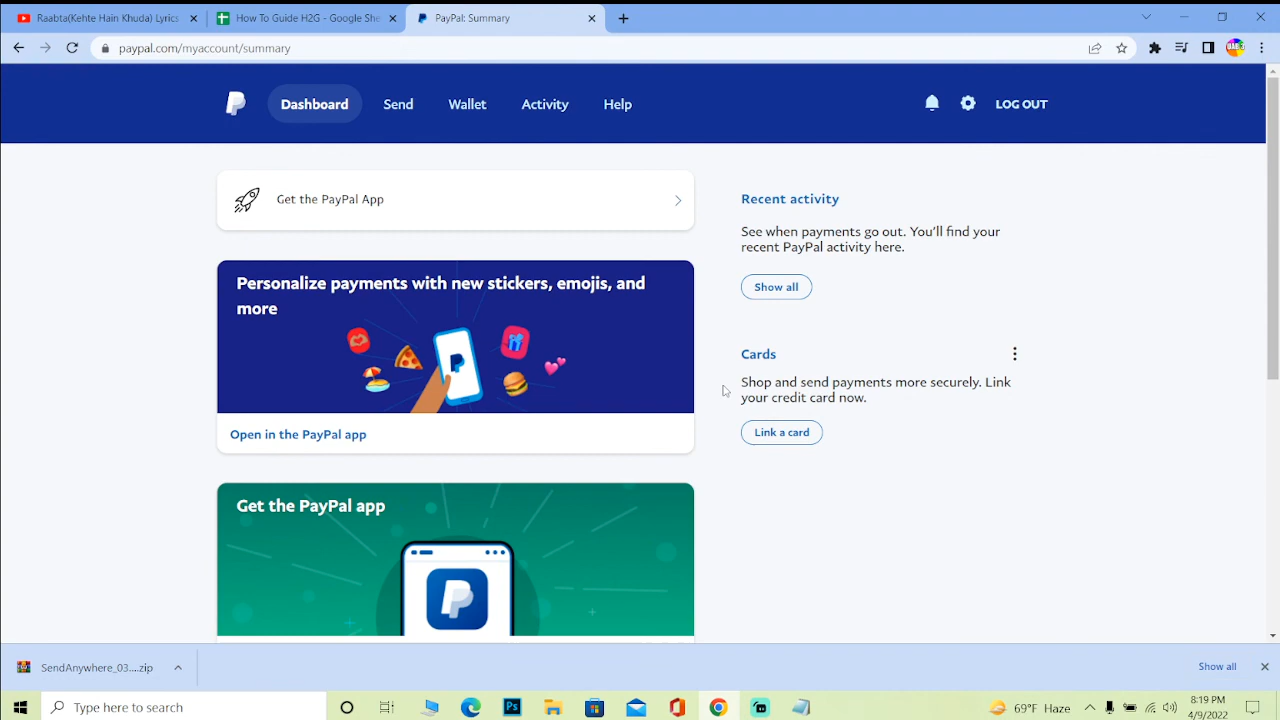 Raabta(Kehte Hain Khuda) Lyrics
How To Guide H2G - Google She
PayPal: Summary
paypal.com/myaccount/summary
Dashboard
Send
Wallet
Activity
Help
LOG OUT
Get the PayPal App
Personalize payments with new stickers, emojis, and
more
Open in the PayPal app
Get the PayPal app
Recent activity
See when payments go out. You'll find your
recent PayPal activity here.
Show all
Cards
Shop and send payments more securely. Link
your credit card now.
Link a card
SendAnywhere_03....zip
Show all
Type here to search
Ps
69°F Haze
8:19 PM
4/9/2022